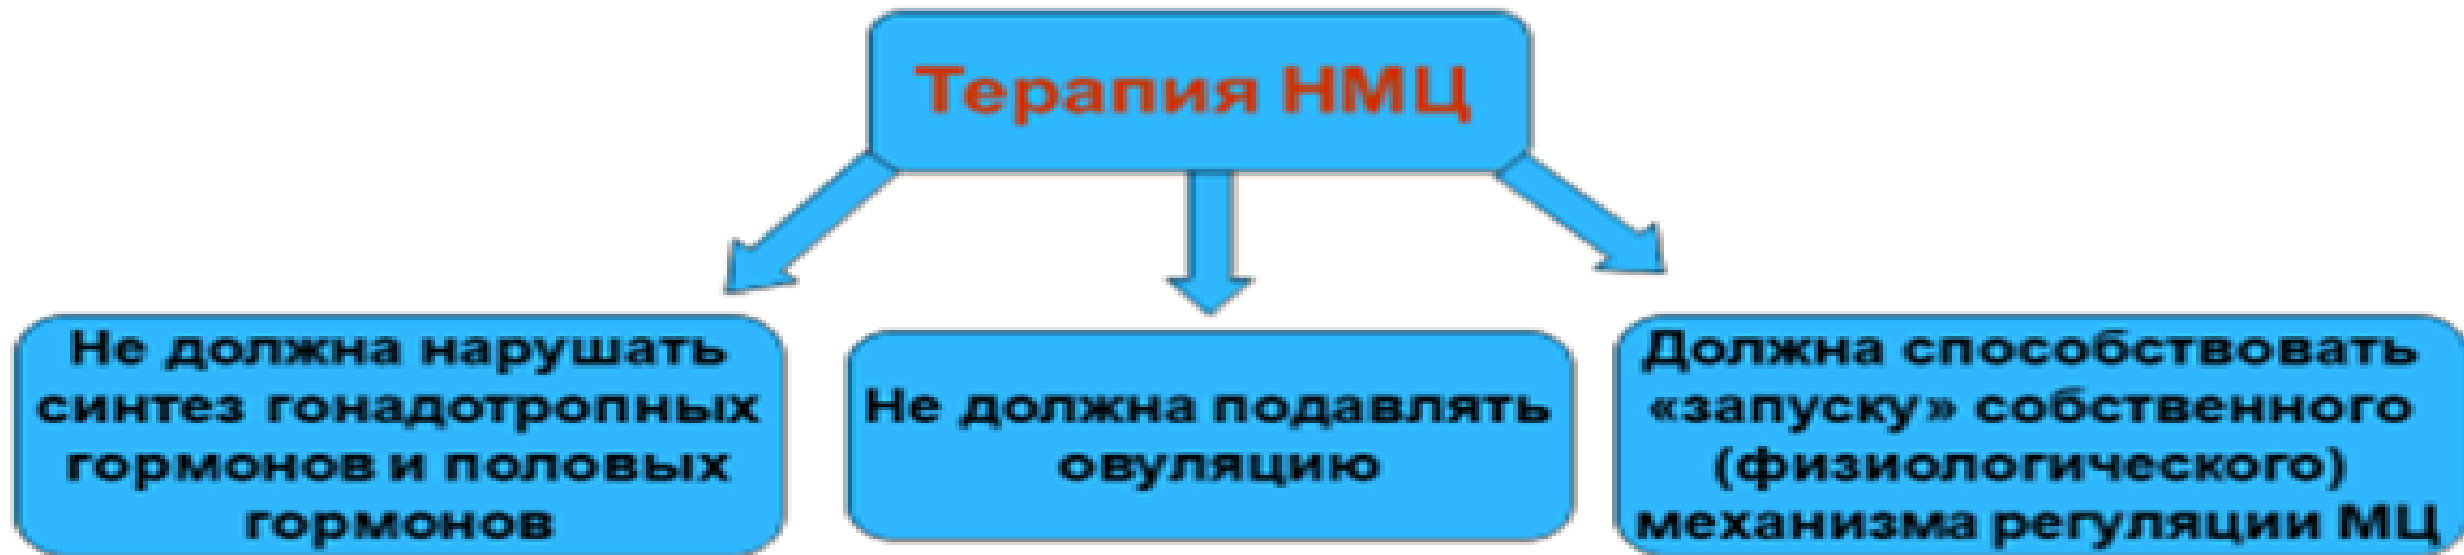 Терапия НМЦ
Не должна нарушать
синтез гонадотропных
гормонов и половых
гормонов
Не должна подавлять
овуляцию
Должна способствовать
«запуску» собственного
(физиологического)
механизма регуляции МЦ